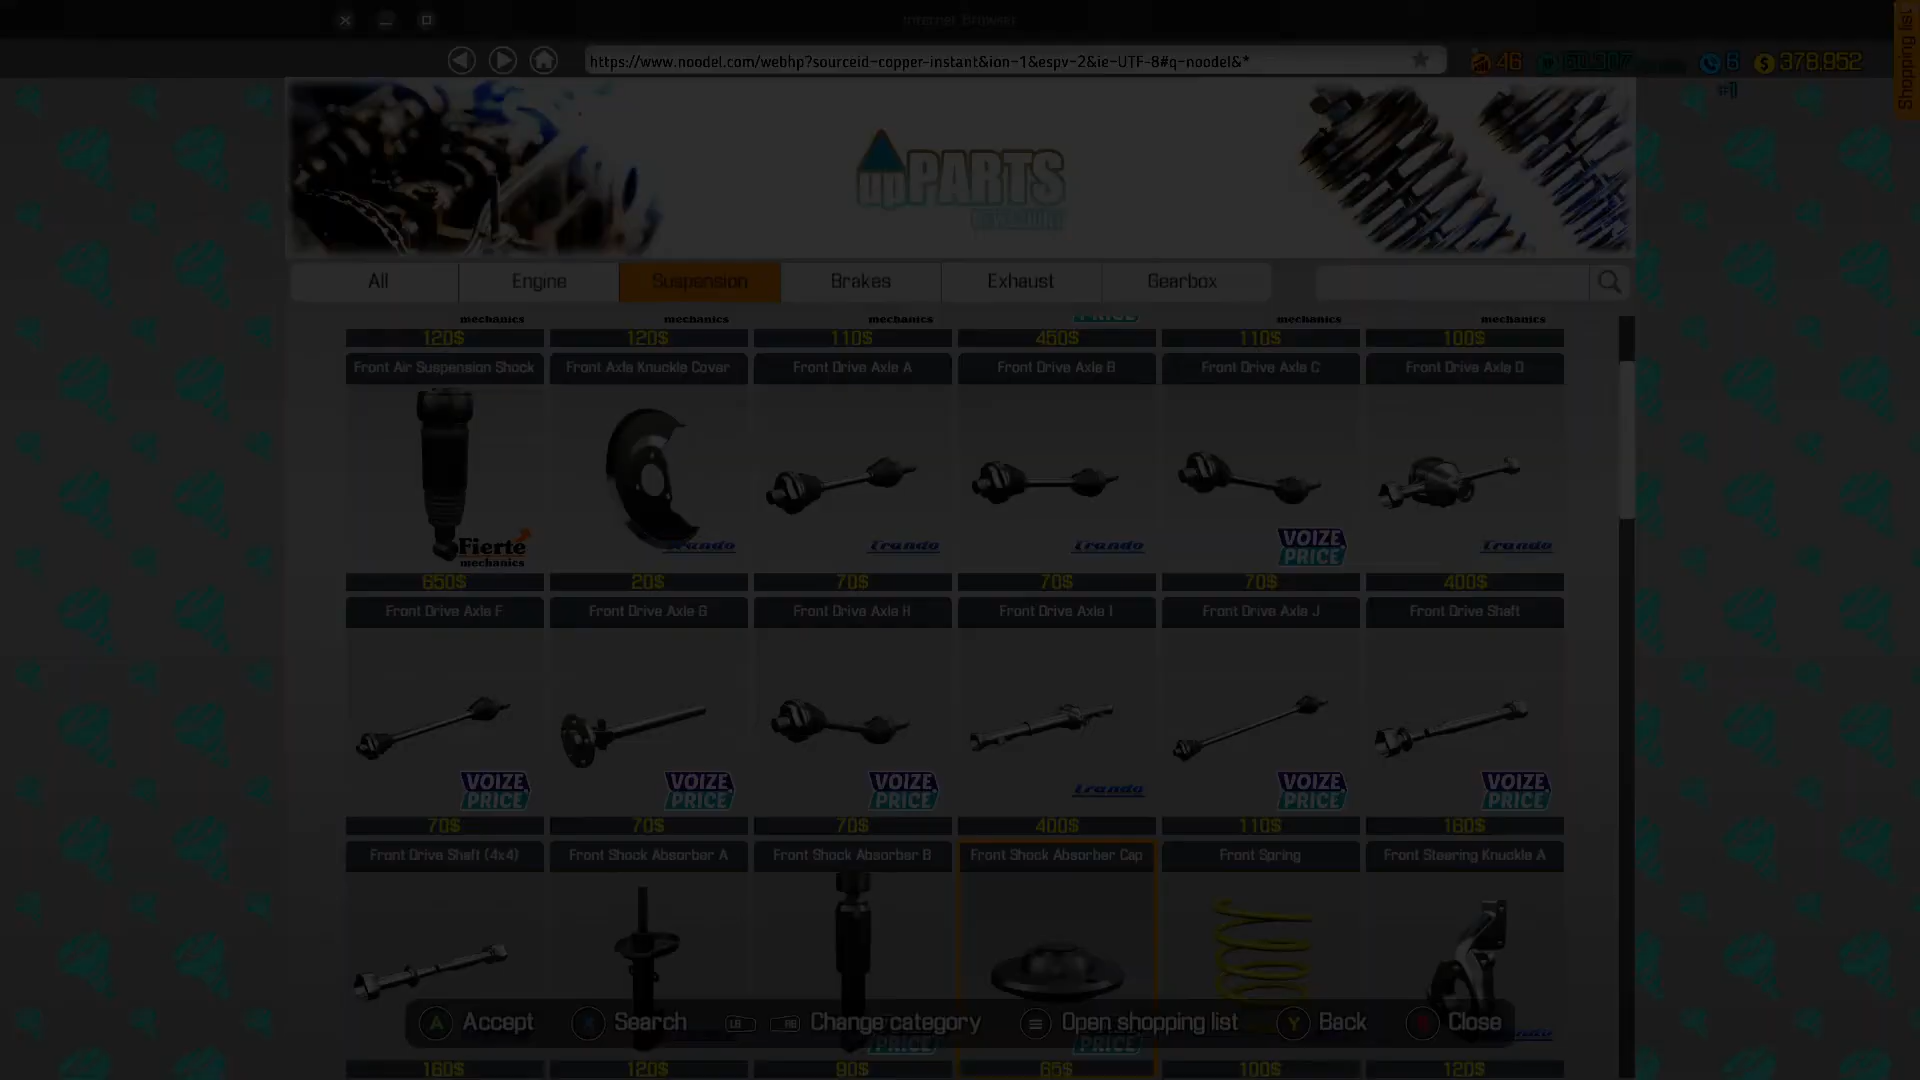 Internet Browser
Shopping list
https://www.noodel.com/webhp?sourceid-copper-instant&ion-1&espv-2&ie-UTF-8#q-noodel&*
46
6
378,952
#1
upPARTS
All Engine Suspension Brakes Exhaust Gearbox
mechanics mechanics mechanics PRICE mechanics mechanics
120$ 120$ 110$ 450$ 110$ 100$
Front Air Suspension Shock Front Axle Knuckle Cover Front Drive Axle A Front Drive Axle B Front Drive Axle C Front Drive Axle D
Fierte mechanics Trando Trando Trando VOIZE PRICE Trando
650$ 20$ 70$ 70$ 70$ 400$
Front Drive Axle F Front Drive Axle G Front Drive Axle H Front Drive Axle I Front Drive Axle J Front Drive Shaft
VOIZE PRICE VOIZE PRICE VOIZE PRICE Trando VOIZE PRICE VOIZE PRICE
70$ 70$ 70$ 400$ 110$ 160$
Front Drive Shaft (4x4) Front Shock Absorber A Front Shock Absorber B Front Shock Absorber Cap Front Spring Front Steering Knuckle A
A Accept X Search LB RB Change category Open shopping list Y Back Close
PRICE PRICE
160$ 120$ 90$ 65$ 100$ 120$